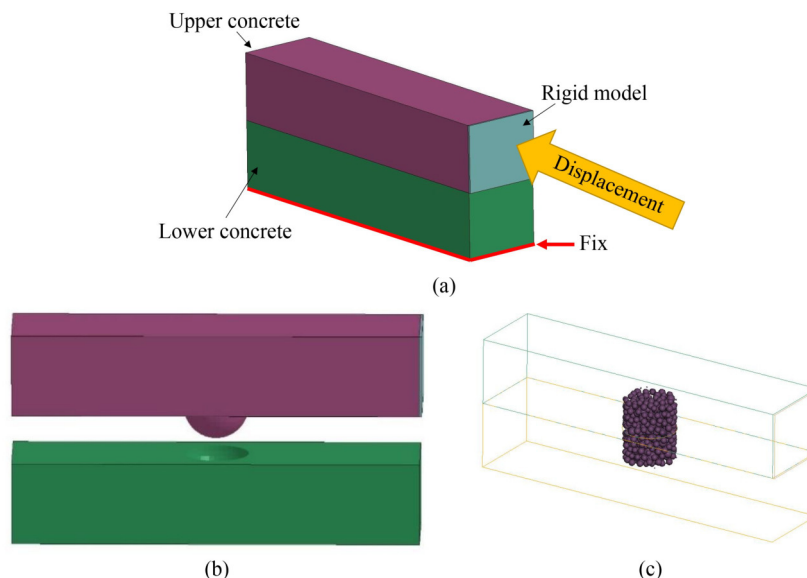 Upper concrete
Rigid model
Displacement
Lower concrete
Fix
(a)
(b)
(c)